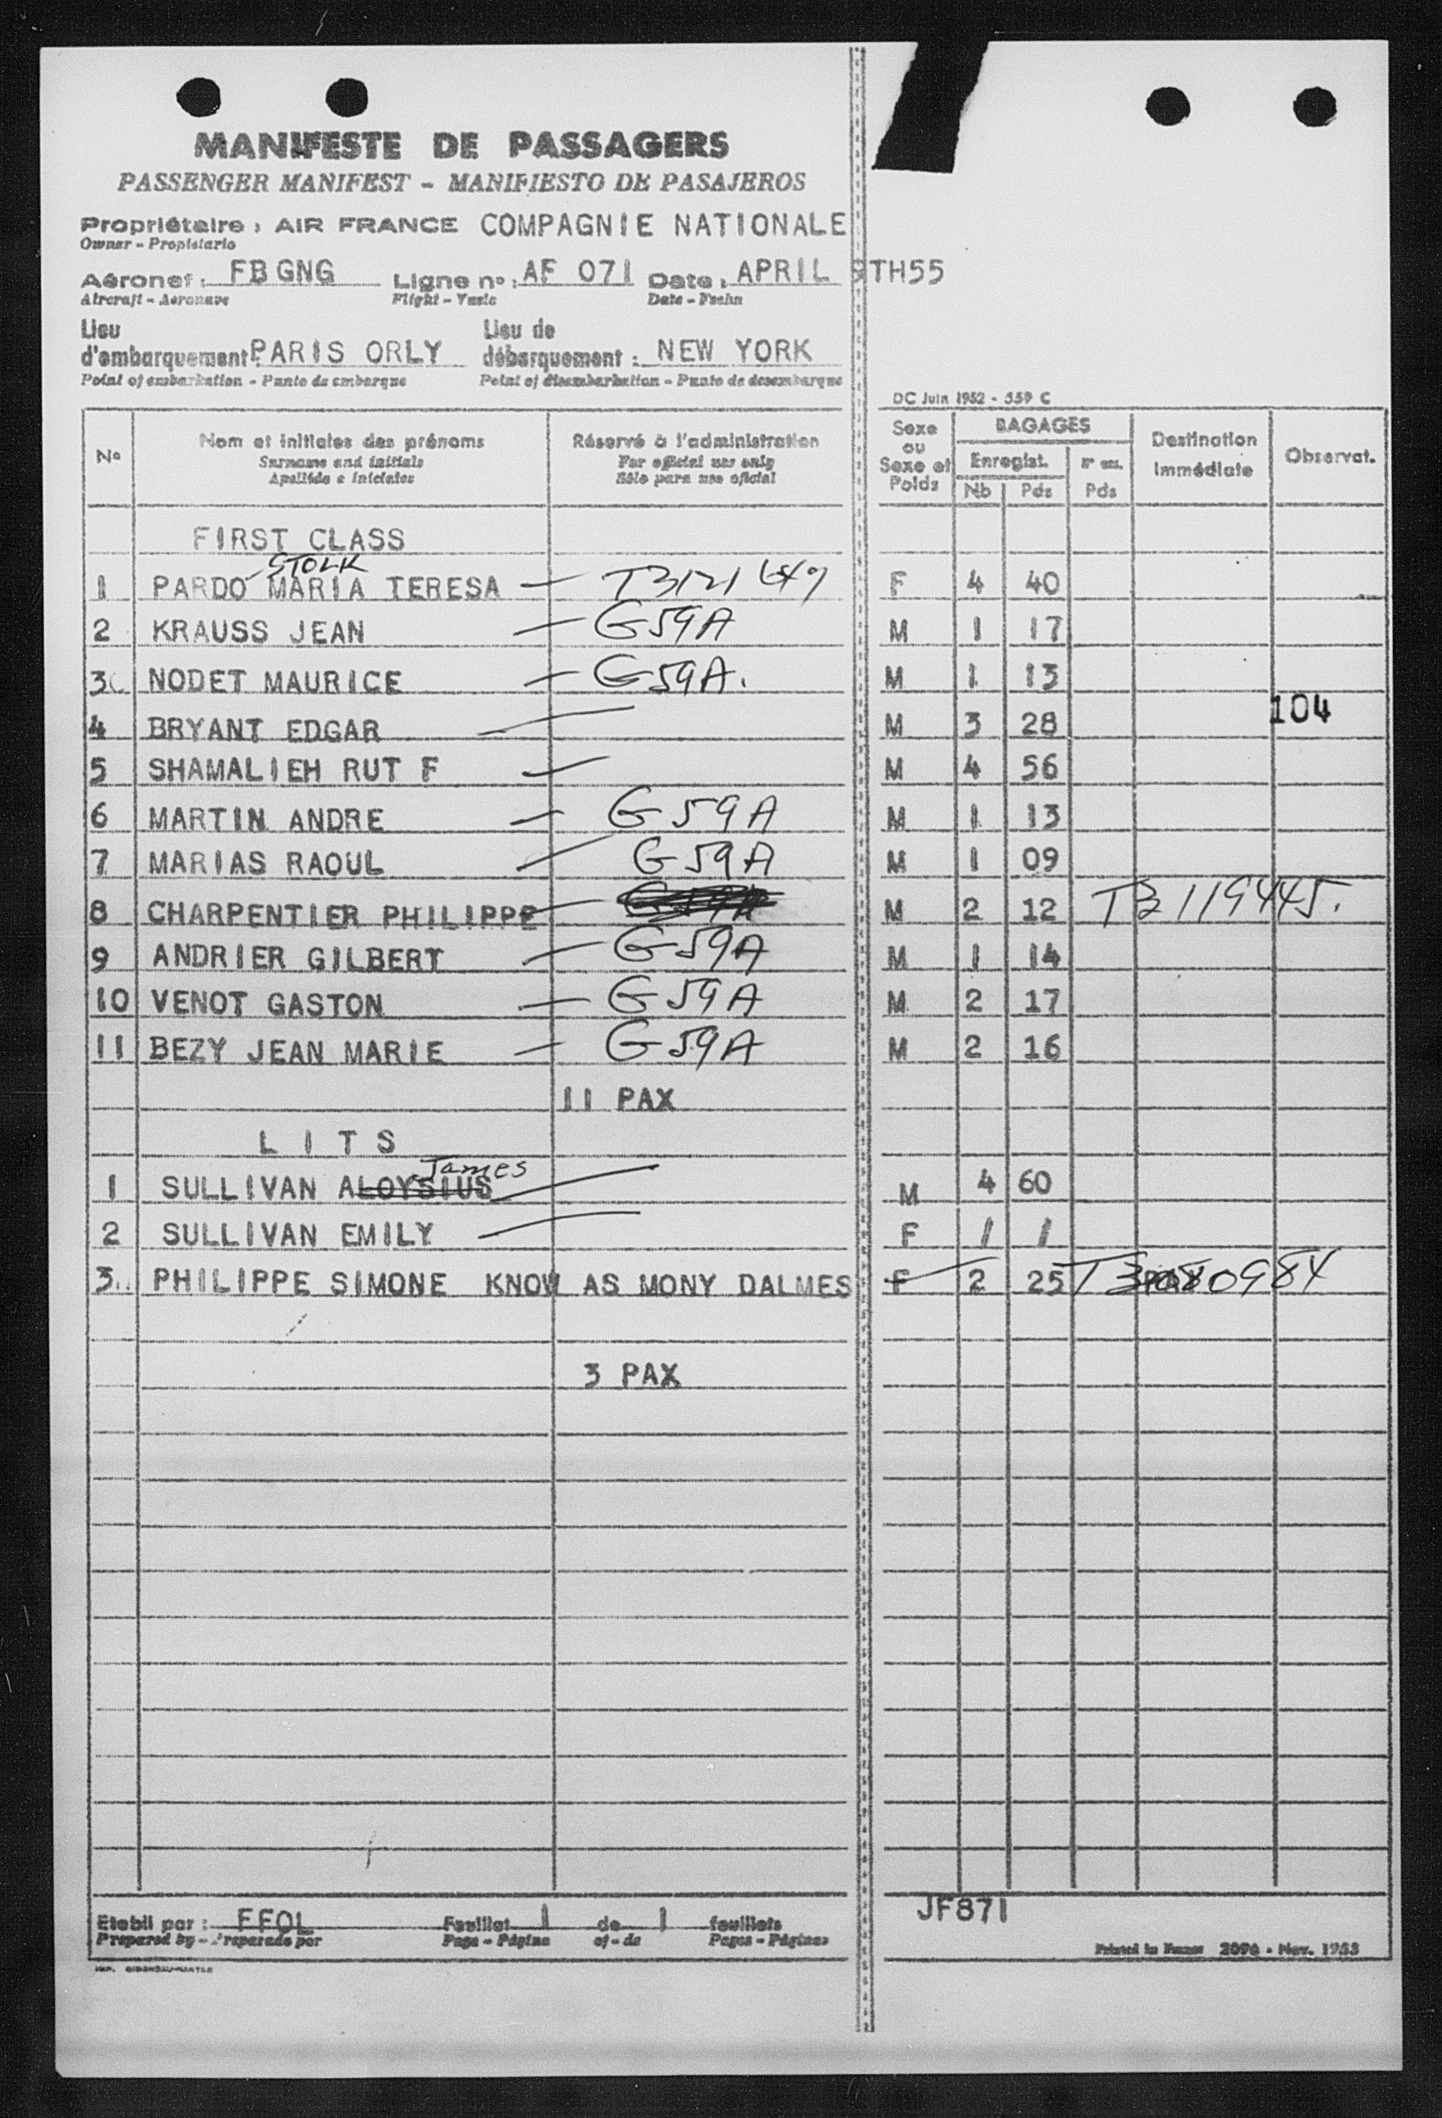 MANIFESTE DE PASSAGERS
PASSENGER MANIFEST - MANIFIESTO DE PASAJEROS
Propriétaire : AIR FRANCE COMPAGNIE NATIONALE
Owner - Propietario
Aéronef : FBGNG Ligne n° : AF 071 Date : APRIL 9TH55
Aircraft - Aeronave Flight - Date - Fecha
Lieu d'embarquement : PARIS ORLY Lieu de débarquement : NEW YORK
Point of embarkation - Punto de embarque Point of disembarkation - Punto de desembarque
DC Juin 1952 - 559 C
N° Nom et initiales des prénoms Réservé à l'administration Sexe ou Sexe et Poids BAGAGES Destination Immédiate Observat.
Surname and initials For official use only Enregist.
Apellido e iniciales Sólo para uso oficial Nb Pds Pds
FIRST CLASS
STOLK
1 PARDO MARIA TERESA — T3121 F 4 40
2 KRAUSS JEAN — G59A M 1 17
3 NODET MAURICE — G59A. M 1 13
104
4 BRYANT EDGAR — M 3 28
5 SHAMALIEH RUT F — M 4 56
6 MARTIN ANDRE — G59A M 1 13
7 MARIAS RAOUL — G59A M 1 09
8 CHARPENTIER PHILIPPE — M 2 12 T3119445.
9 ANDRIER GILBERT — G59A M 1 14
10 VENOT GASTON — G59A M 2 17
11 BEZY JEAN MARIE — G59A M 2 16
11 PAX
LITS
James
1 SULLIVAN ALOYSIUS — M 4 60
2 SULLIVAN EMILY — F / /
3 PHILIPPE SIMONE KNOW AS MONY DALMES F 2 25 T3080984
3 PAX
Etabli par : FFOL Feuillet 1 de 1 feuillets JF871
Prepared by - Preparado por Page - Página of - de Pages - Páginas Printed in France 2096 - Nov. 1953